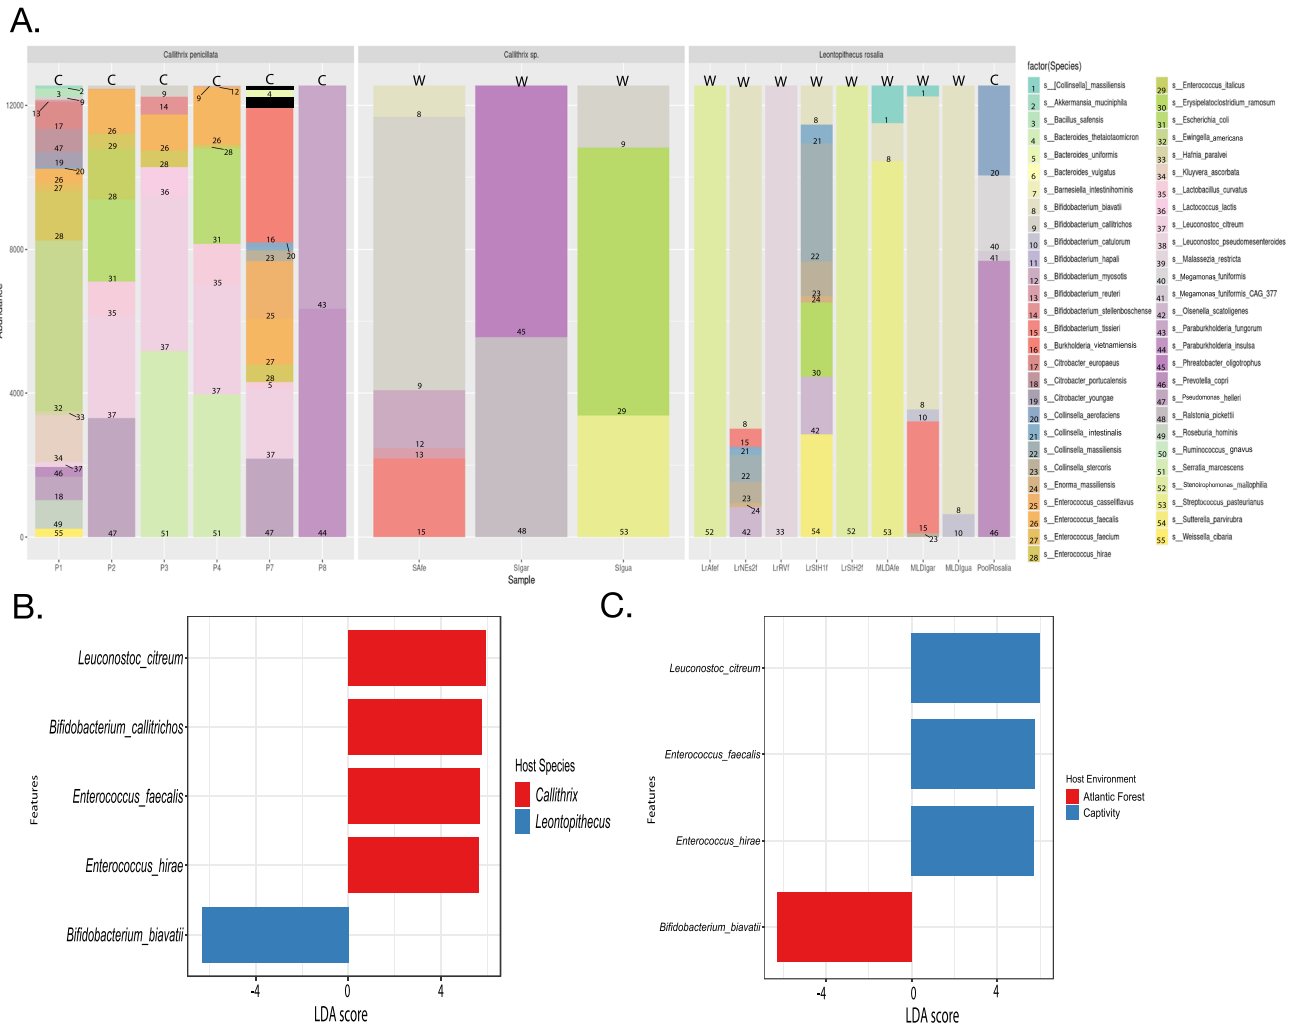 A.
Callithrix penicillata
Callithrix sp.
Leontopithecus rosalia
C C C C C C W W W W W W W W W W W C
12000
8000
4000
0
P1 P2 P3 P4 P7 P8 SAfe SIgar SIgua LrAfef LrNEs2f LrRVf LrStH1f LrStH2f MLDAfe MLDIgar MLDIgua PoolRosalia
Sample
factor(Species)
1 s__[Collinsella]_massiliensis
2 s__Akkermansia_muciniphila
3 s__Bacillus_safensis
4 s__Bacteroides_thetaiotaomicron
5 s__Bacteroides_uniformis
6 s__Bacteroides_vulgatus
7 s__Barnesiella_intestinihominis
8 s__Bifidobacterium_biavatii
9 s__Bifidobacterium_callitrichos
10 s__Bifidobacterium_catulorum
11 s__Bifidobacterium_hapali
12 s__Bifidobacterium_myosotis
13 s__Bifidobacterium_reuteri
14 s__Bifidobacterium_stellenboschense
15 s__Bifidobacterium_tissieri
16 s__Burkholderia_vietnamiensis
17 s__Citrobacter_europaeus
18 s__Citrobacter_portucalensis
19 s__Citrobacter_youngae
20 s__Collinsella_aerofaciens
21 s__Collinsella_intestinalis
22 s__Collinsella_massiliensis
23 s__Collinsella_stercoris
24 s__Enorma_massiliensis
25 s__Enterococcus_casseliflavus
26 s__Enterococcus_faecalis
27 s__Enterococcus_faecium
28 s__Enterococcus_hirae
29 s__Enterococcus_italicus
30 s__Erysipelatoclostridium_ramosum
31 s__Escherichia_coli
32 s__Ewingella_americana
33 s__Hafnia_paralvei
34 s__Kluyvera_ascorbata
35 s__Lactobacillus_curvatus
36 s__Lactococcus_lactis
37 s__Leuconostoc_citreum
38 s__Leuconostoc_pseudomesenteroides
39 s__Malassezia_restricta
40 s__Megamonas_funiformis
41 s__Megamonas_funiformis_CAG_377
42 s__Olsenella_scatoligenes
43 s__Paraburkholderia_fungorum
44 s__Paraburkholderia_insulsa
45 s__Phreatobacter_oligotrophus
46 s__Prevotella_copri
47 s__Pseudomonas_helleri
48 s__Ralstonia_pickettii
49 s__Roseburia_hominis
50 s__Ruminococcus_gnavus
51 s__Serratia_marcescens
52 s__Stenotrophomonas_maltophilia
53 s__Streptococcus_pasteurianus
54 s__Sutterella_parvirubra
55 s__Weissella_cibaria
B.
Features
Leuconostoc_citreum
Bifidobacterium_callitrichos
Enterococcus_faecalis
Enterococcus_hirae
Bifidobacterium_biavatii
-4 0 4
LDA score
Host Species
Callithrix
Leontopithecus
C.
Features
Leuconostoc_citreum
Enterococcus_faecalis
Enterococcus_hirae
Bifidobacterium_biavatii
-4 0 4
LDA score
Host Environment
Atlantic Forest
Captivity